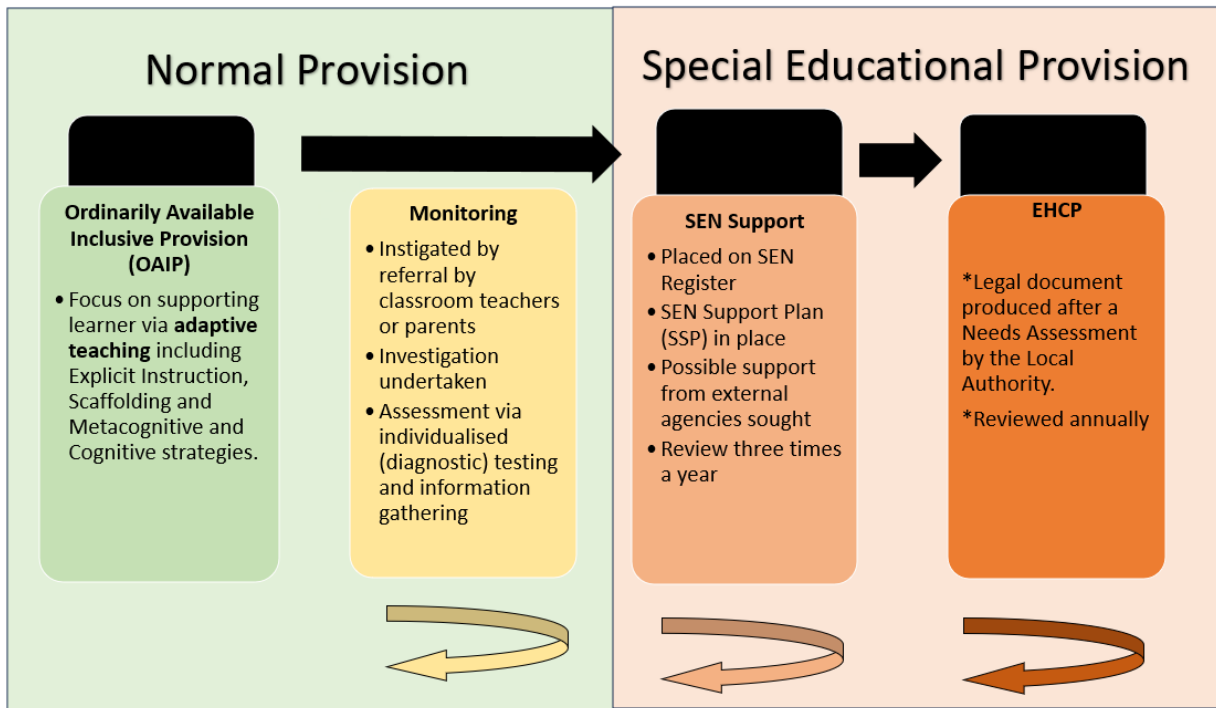 Normal Provision
Special Educational Provision
Ordinarily Available
Inclusive Provision
(OAIP)
• Focus on supporting
learner via adaptive
teaching including
Explicit Instruction,
Scaffolding and
Metacognitive and
Cognitive strategies.
Monitoring
• Instigated by
referral by
classroom teachers
or parents
• Investigation
undertaken
• Assessment via
individualised
(diagnostic) testing
and information
gathering
SEN Support
• Placed on SEN
Register
• SEN Support Plan
(SSP) in place
• Possible support
from external
agencies sought
• Review three times
a year
EHCP
*Legal document
produced after a
Needs Assessment
by the Local
Authority.
*Reviewed annually